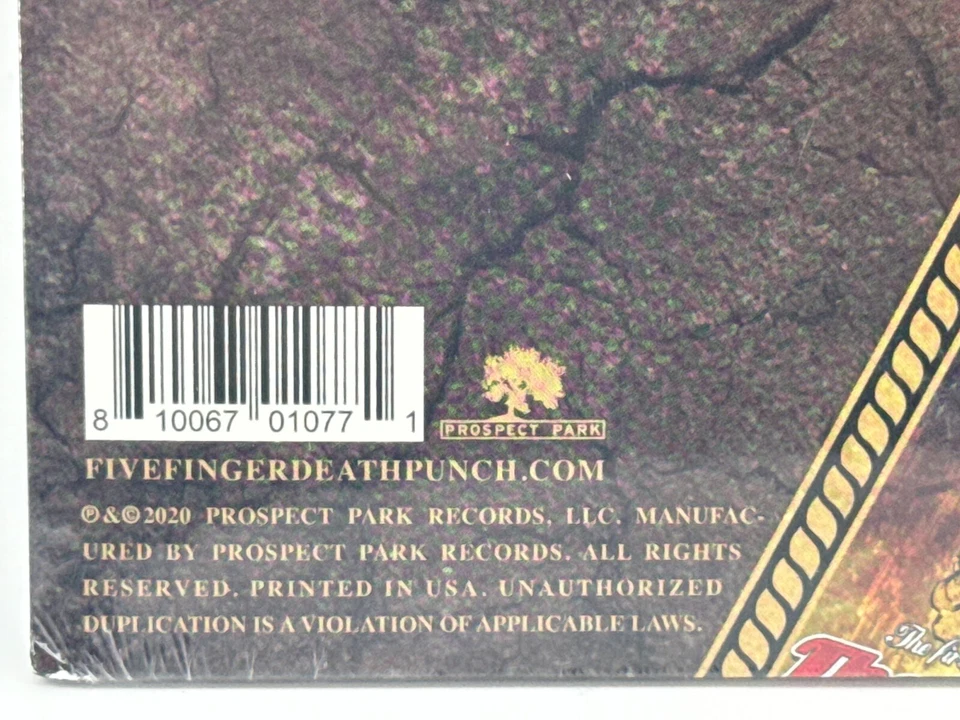 8 10067 01077 1
PROSPECT PARK
FIVEFINGERDEATHPUNCH.COM
℗&©2020 PROSPECT PARK RECORDS, LLC. MANUFAC-
URED BY PROSPECT PARK RECORDS. ALL RIGHTS
RESERVED. PRINTED IN USA. UNAUTHORIZED
DUPLICATION IS A VIOLATION OF APPLICABLE LAWS.
The